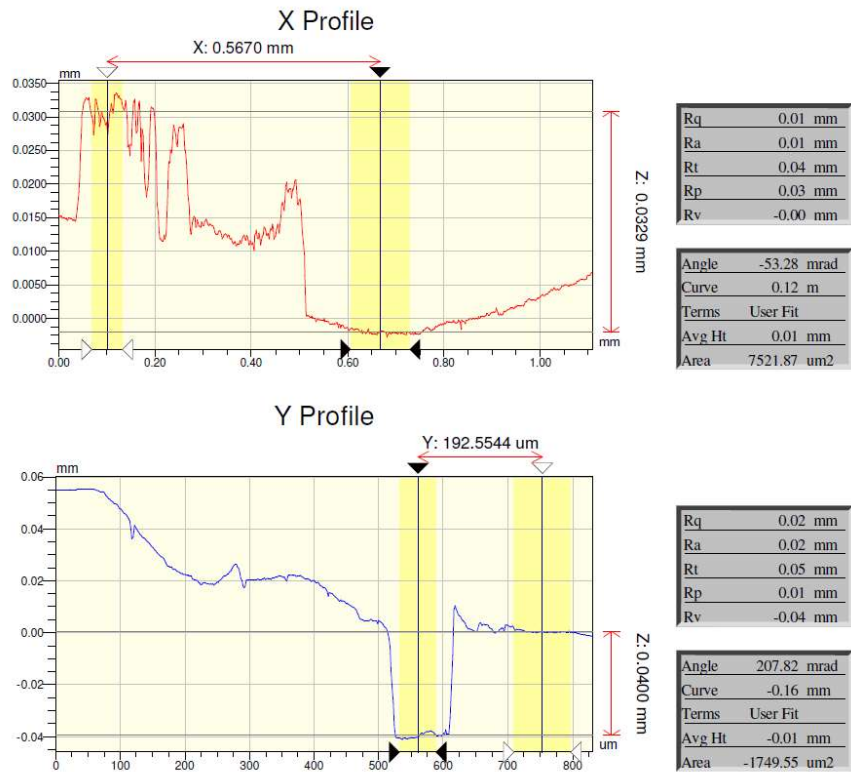 X Profile
X: 0.5670 mm
mm
0.0350
0.0300
0.0250
0.0200
0.0150
0.0100
0.0050
0.0000
0.00
0.20
0.40
0.60
0.80
1.00
mm
Z: 0.0329 mm
Rq 0.01 mm
Ra 0.01 mm
Rt 0.04 mm
Rp 0.03 mm
Rv -0.00 mm
Angle -53.28 mrad
Curve 0.12 m
Terms User Fit
Avg Ht 0.01 mm
Area 7521.87 um2
Y Profile
Y: 192.5544 um
mm
0.06
0.04
0.02
0.00
-0.02
-0.04
0
100
200
300
400
500
600
700
800
um
Z: 0.0400 mm
Rq 0.02 mm
Ra 0.02 mm
Rt 0.05 mm
Rp 0.01 mm
Rv -0.04 mm
Angle 207.82 mrad
Curve -0.16 mm
Terms User Fit
Avg Ht -0.01 mm
Area -1749.55 um2